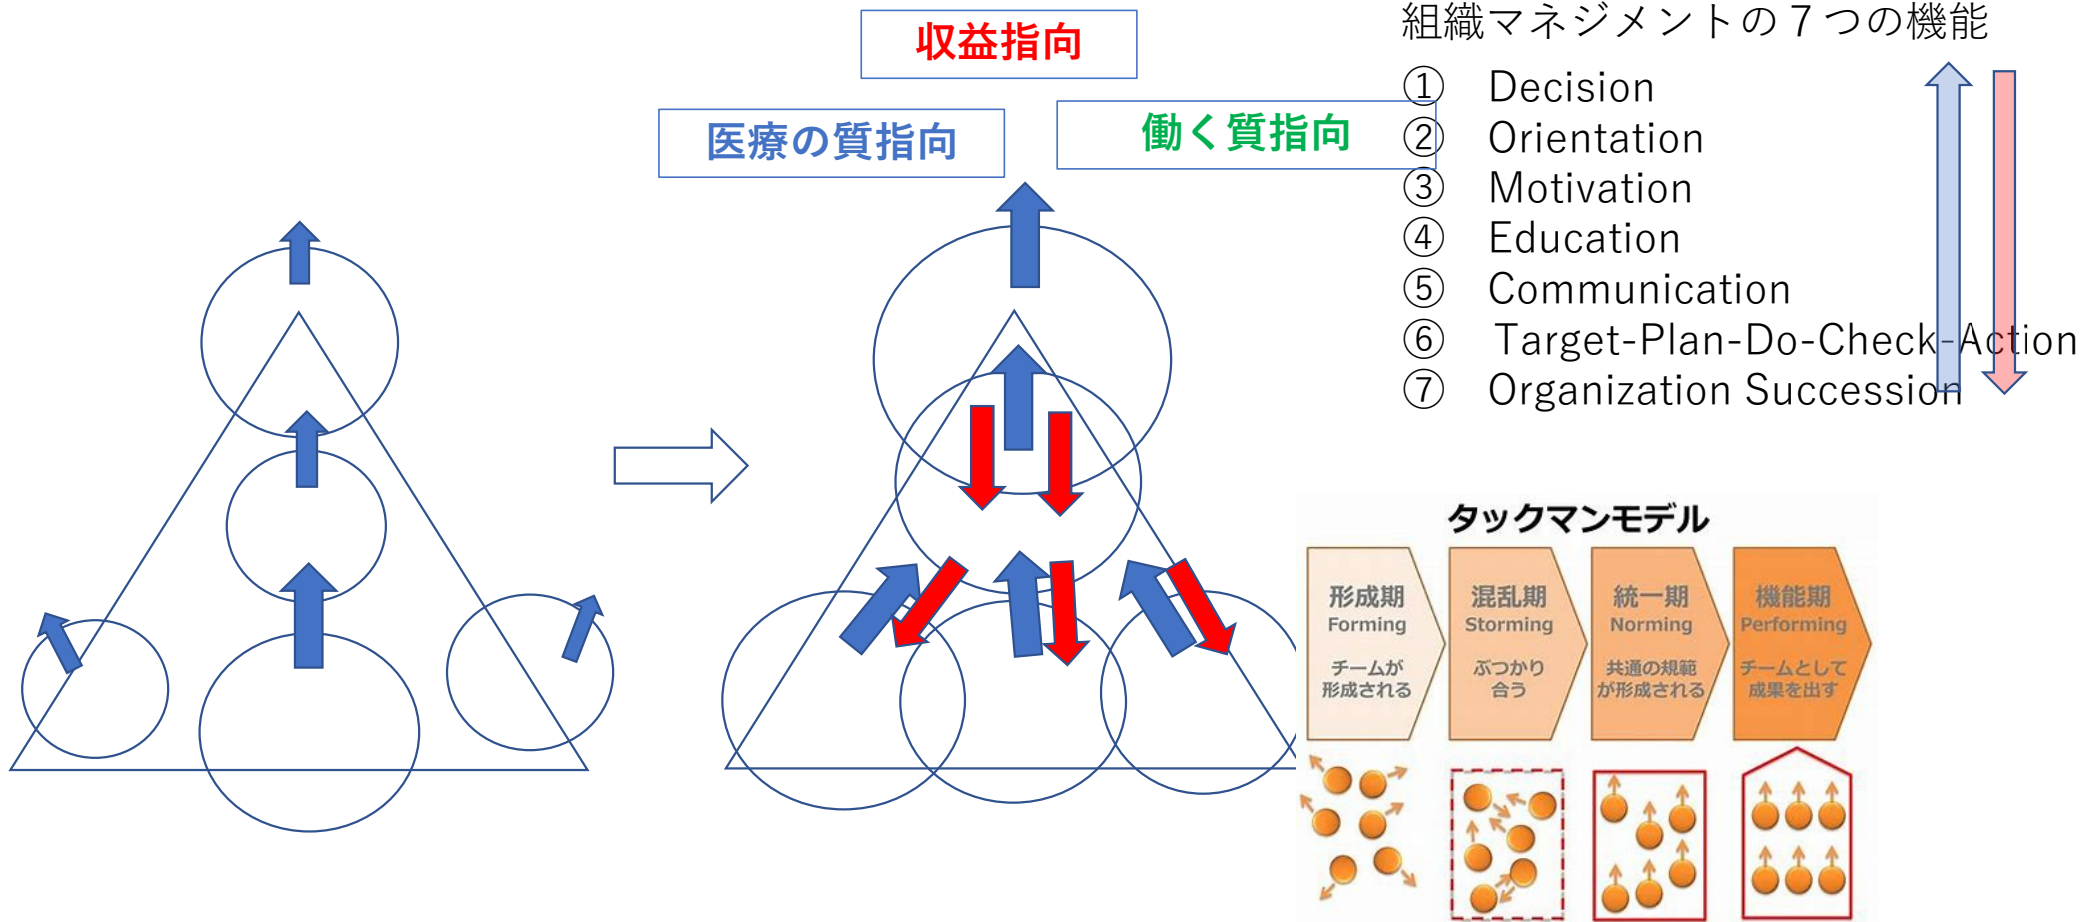 収益指向
医療の質指向
働く質指向
組織マネジメントの７つの機能
① Decision
② Orientation
③ Motivation
④ Education
⑤ Communication
⑥ Target-Plan-Do-Check-Action
⑦ Organization Succession
タックマンモデル
形成期
Forming
チームが
形成される
混乱期
Storming
ぶつかり
合う
統一期
Norming
共通の規範
が形成される
機能期
Performing
チームとして
成果を出す